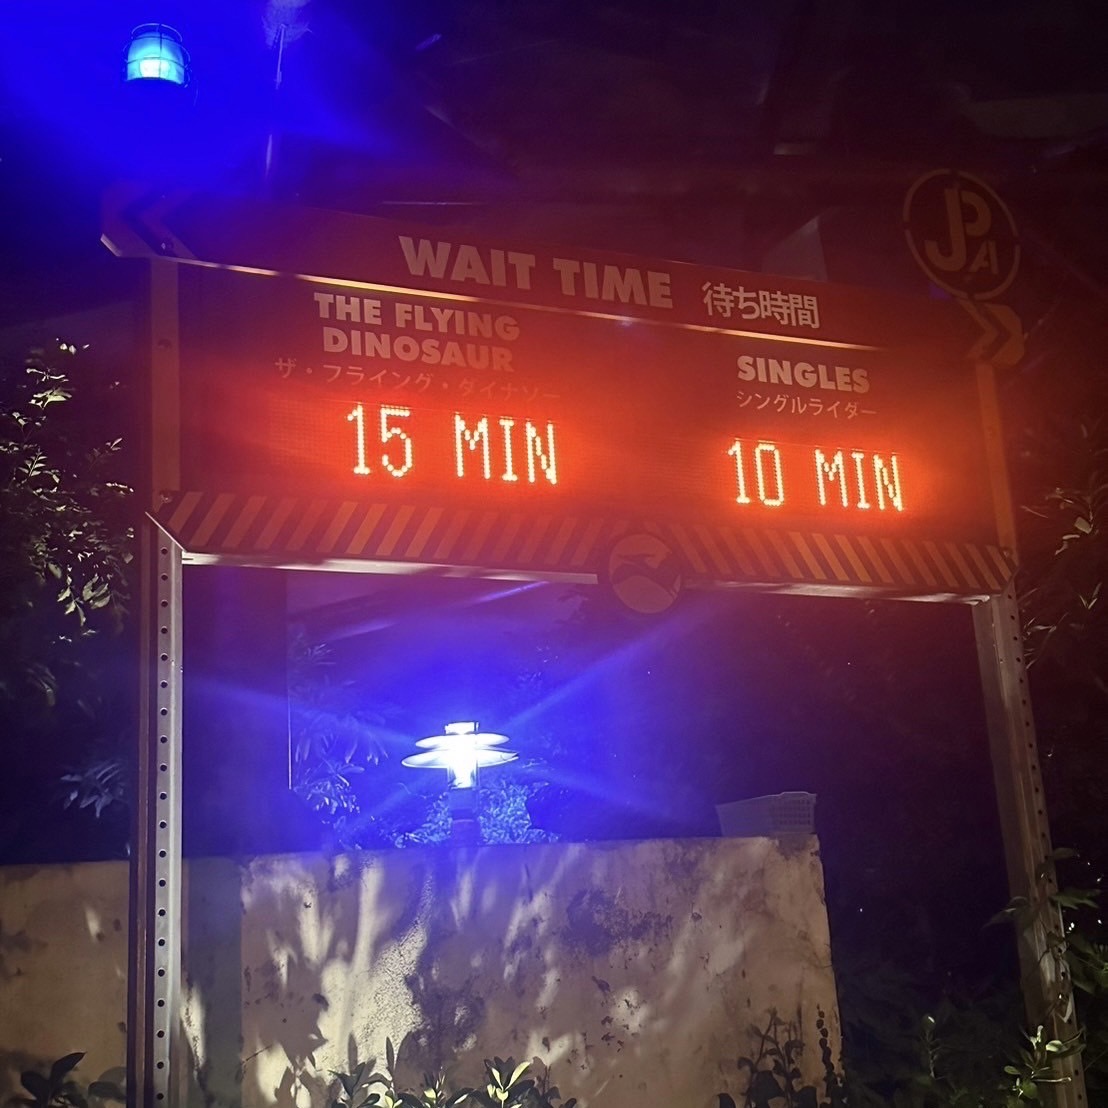 WAIT TIME 待ち時間
THE FLYING
DINOSAUR
ザ・フライング・ダイナソー
15 MIN
SINGLES
シングルライダー
10 MIN
JPA